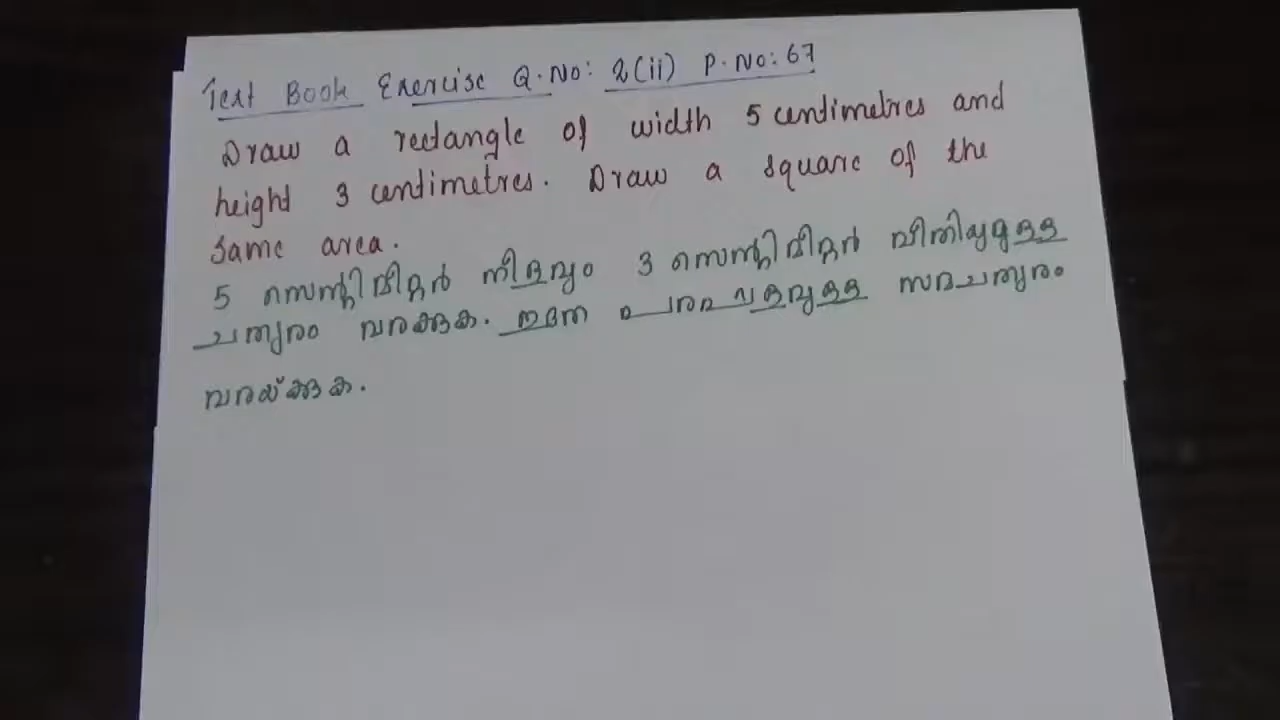 Text Book Exercise Q.No: 2(ii) P.No:67
Draw a rectangle of width 5 centimetres and
height 3 centimetres. Draw a square of the
same area.
5 സെന്റിമീറ്റർ നീളവും 3 സെന്റിമീറ്റർ വീതിയുമുള്ള
ചതുരം വരക്കുക. ഇതേ പരപ്പളവുള്ള സമചതുരം
വരയ്ക്കുക.